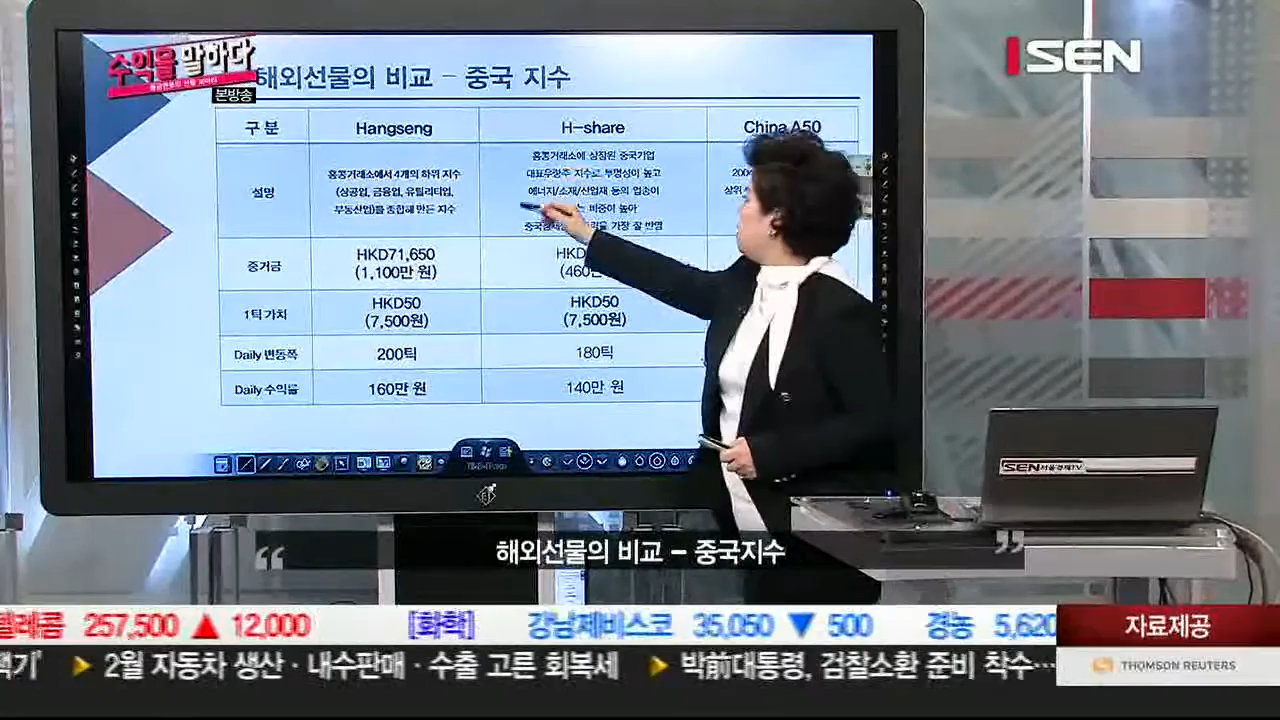 수익을 말하다
본방송
SEN
해외선물의 비교 - 중국 지수
구 분
Hangseng
H-share
China A50
설명
홍콩거래소에서 4개의 하위 지수
(상공업, 금융업, 유틸리티업,
부동산업)를 종합해 만든 지수
홍콩거래소에 상장된 중국기업
대표우량주 지수로 투명성이 높고
에너지/소재/산업재 등의 업종이
비중이 높아
가장 잘 반영
증거금
HKD71,650
(1,100만 원)
HKD
(460
1틱 가치
HKD50
(7,500원)
HKD50
(7,500원)
Daily 변동폭
200틱
180틱
Daily 수익률
160만 원
140만 원
SEN 서울경제TV
“ 해외선물의 비교 - 중국지수 ”
텔레콤 257,500 ▲ 12,000 [화학] 강남제비스코 35,050 ▼ 500 경농 5,620
자료제공
▶ 2월 자동차 생산·내수판매·수출 고른 회복세 ▶ 박前대통령, 검찰소환 준비 착수…
THOMSON REUTERS